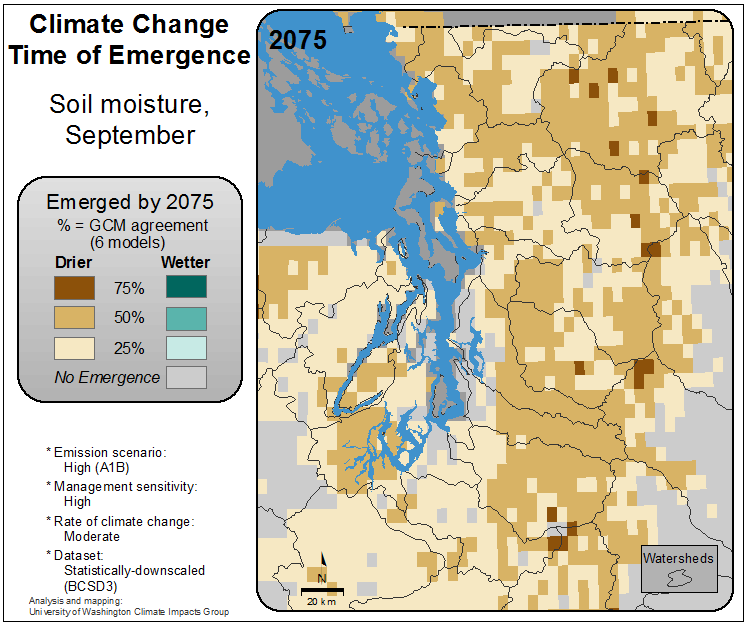 Climate Change
Time of Emergence
Soil moisture,
September
Emerged by 2075
% = GCM agreement
(6 models)
Drier Wetter
75%
50%
25%
No Emergence
* Emission scenario:
High (A1B)
* Management sensitivity:
High
* Rate of climate change:
Moderate
* Dataset:
Statistically-downscaled
(BCSD3)
Analysis and mapping:
University of Washington Climate Impacts Group
2075
N
20 km
Watersheds